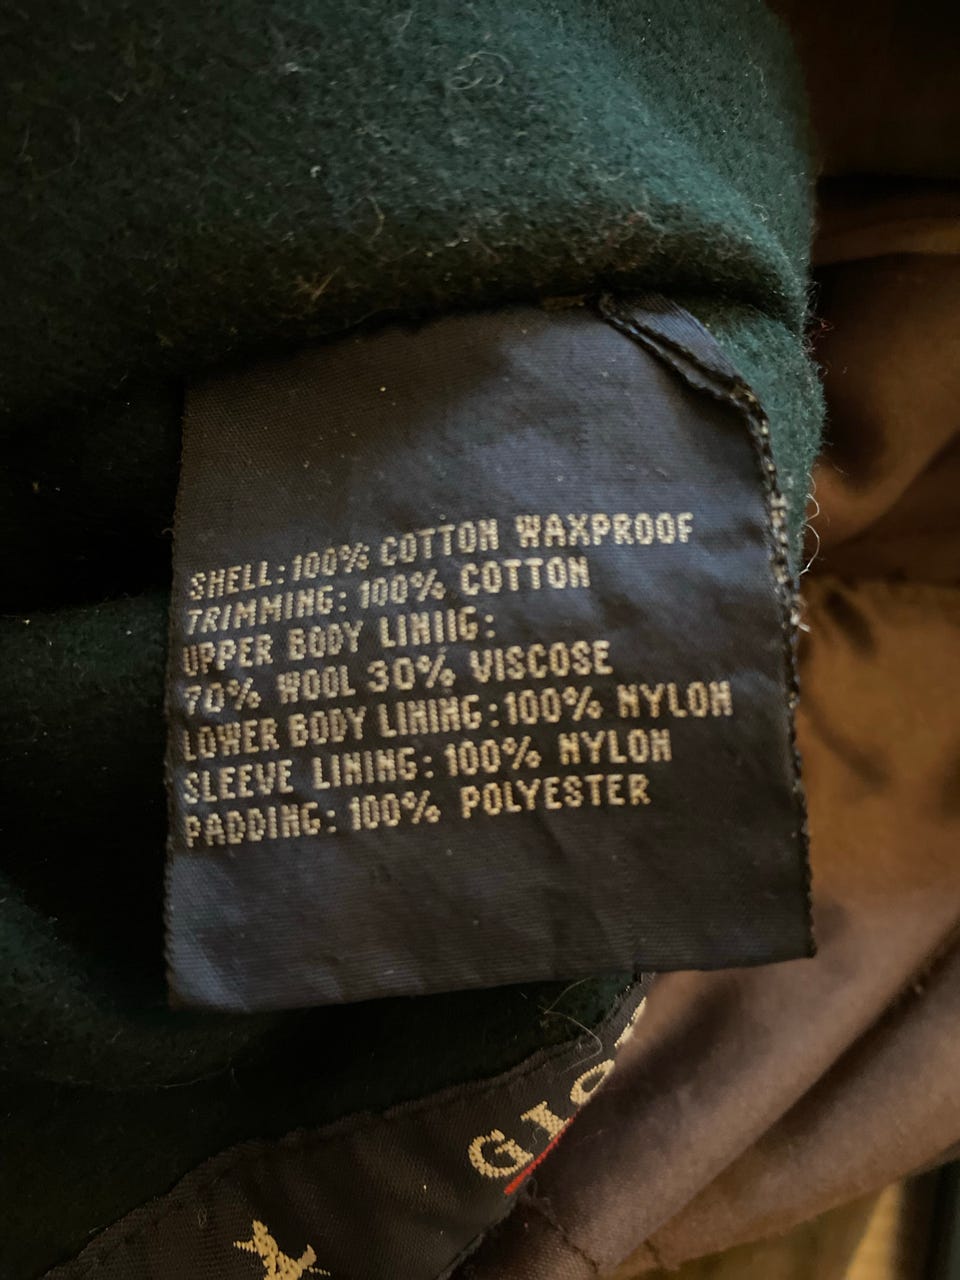 SHELL: 100% COTTON WAXPROOF
TRIMMING: 100% COTTON
UPPER BODY LINIIG:
70% WOOL 30% VISCOSE
LOWER BODY LINING: 100% NYLON
SLEEVE LINING: 100% NYLON
PADDING: 100% POLYESTER
GIO